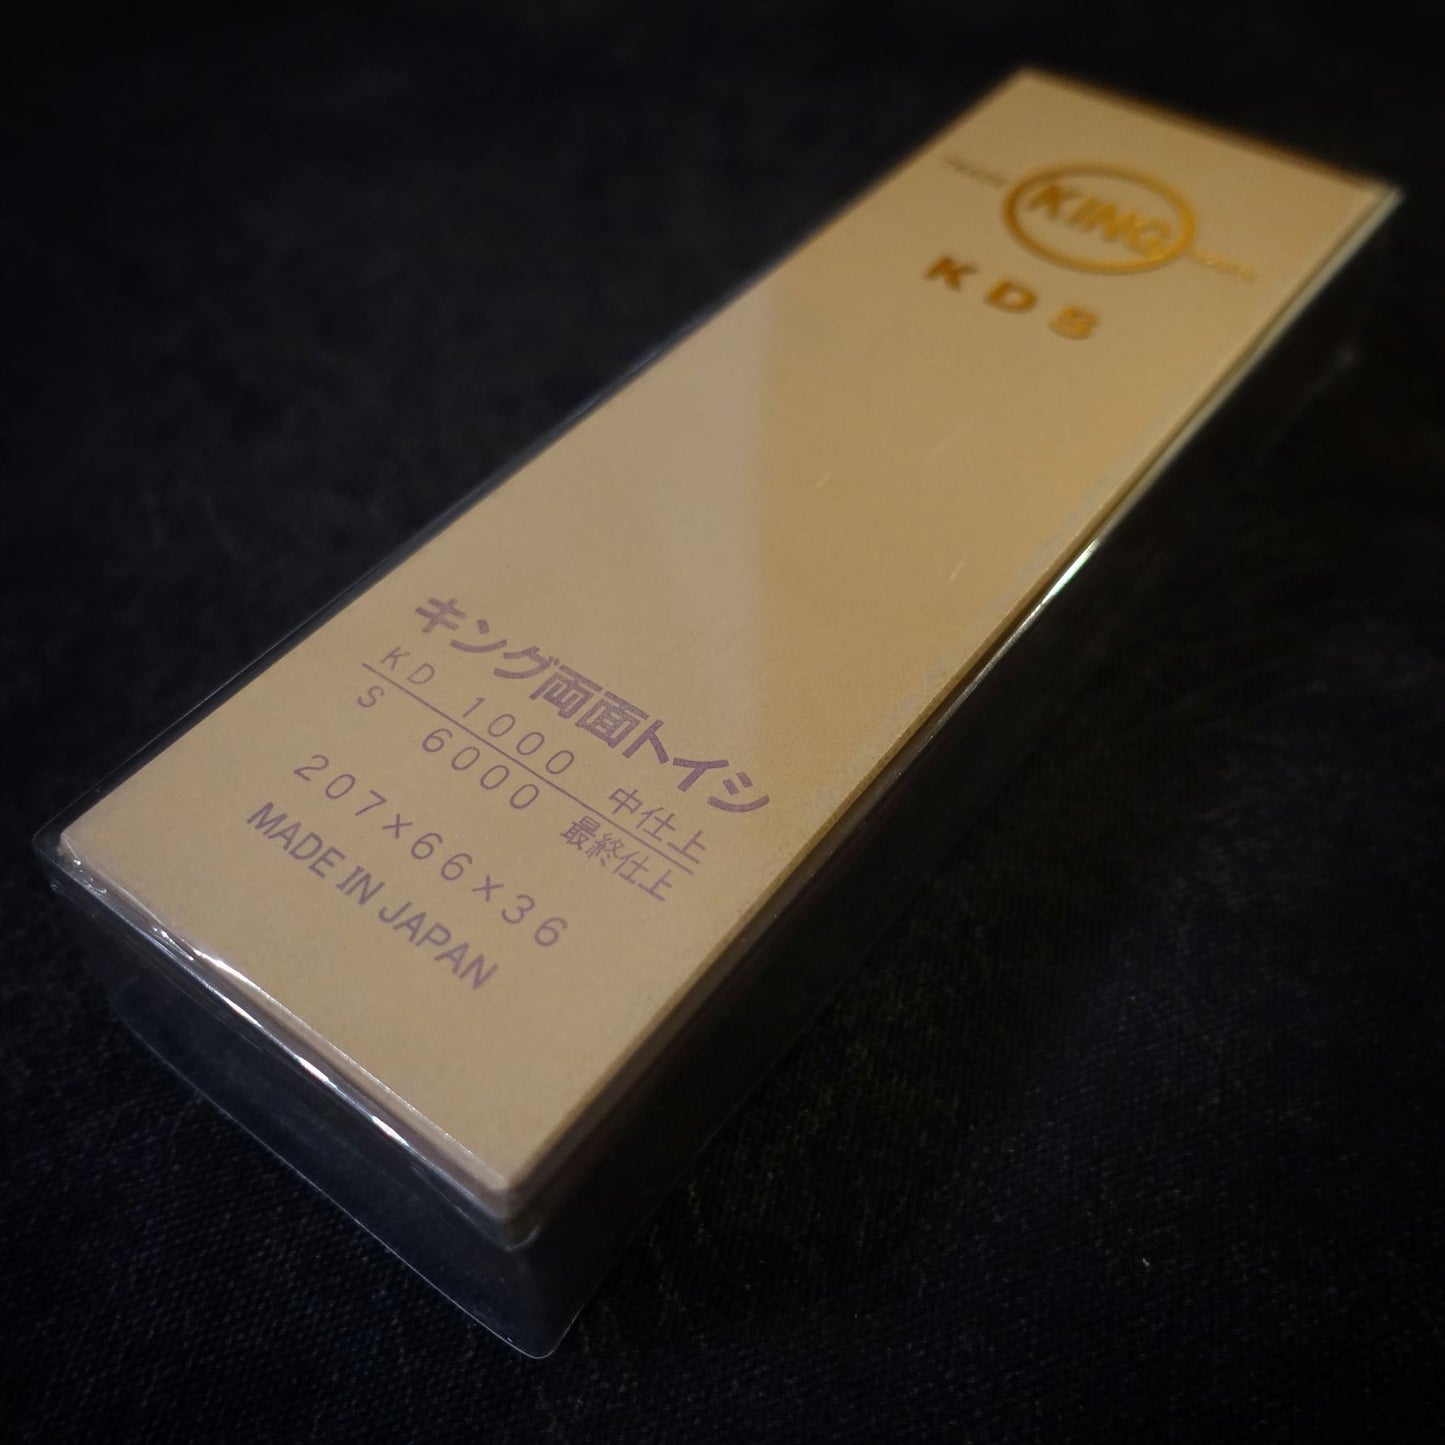 KING
KDS
キング両面トイシ
KD 1000 中仕上
S 6000 最終仕上
207×66×36
MADE IN JAPAN